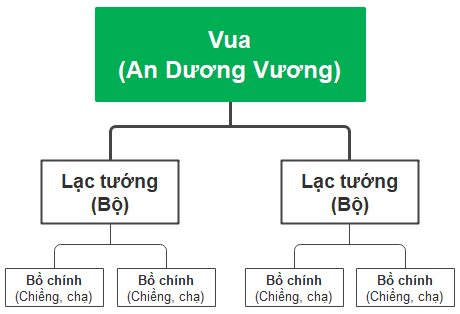 Vua
(An Dương Vương)
Lạc tướng
(Bộ)
Lạc tướng
(Bộ)
Bồ chính
(Chiềng, chạ)
Bồ chính
(Chiềng, chạ)
Bồ chính
(Chiềng, chạ)
Bồ chính
(Chiềng, chạ)